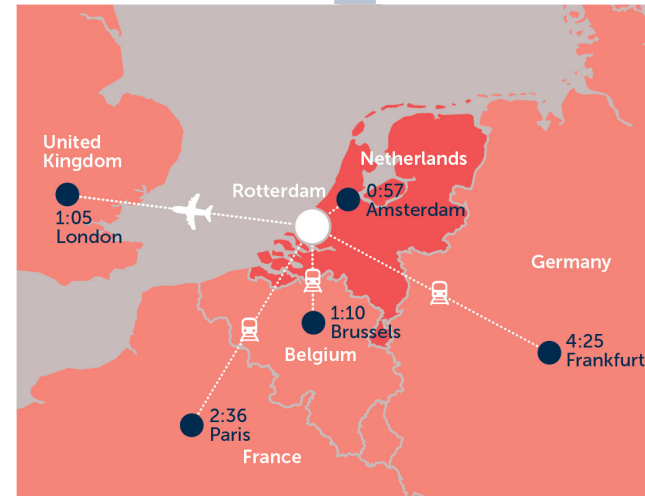 United
Kingdom
1:05
London
Rotterdam
Netherlands
0:57
Amsterdam
Germany
1:10
Brussels
Belgium
4:25
Frankfurt
2:36
Paris
France